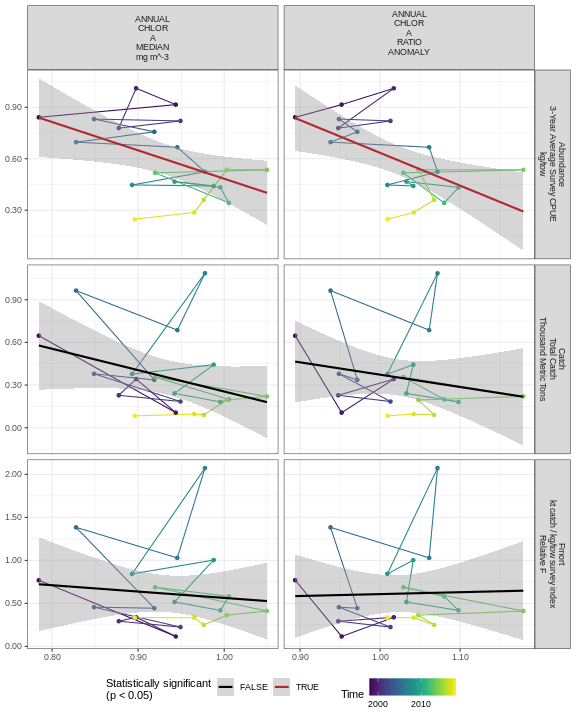 ANNUAL
CHLOR
A
MEDIAN
mg m^-3
ANNUAL
CHLOR
A
RATIO
ANOMALY
0.90
0.60
0.30
Abundance
3-Year Average Survey CPUE
kg/tow
0.90
0.60
0.30
0.00
Catch
Total Catch
Thousand Metric Tons
2.00
1.50
1.00
0.50
0.00
Fmort
kt catch / kg/tow survey index
Relative F
0.80
0.90
1.00
0.90
1.00
1.10
Statistically significant
(p < 0.05)
FALSE
TRUE
Time
2000
2010